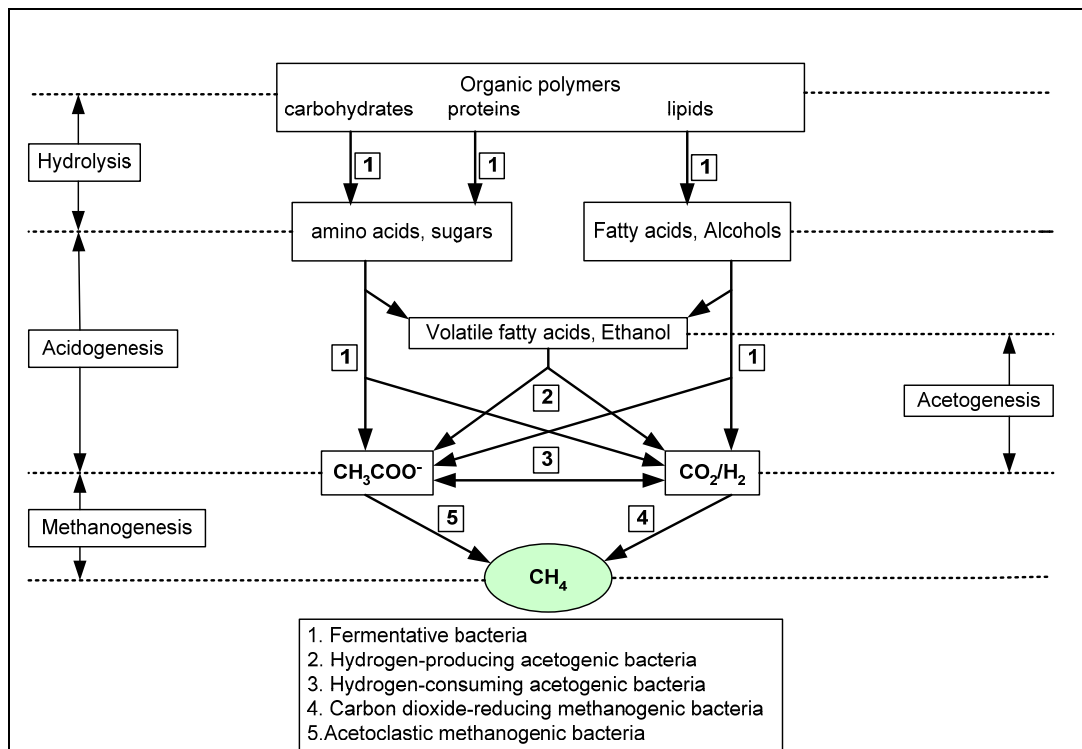 Organic polymers
carbohydrates proteins lipids
Hydrolysis
1 1 1
amino acids, sugars
Fatty acids, Alcohols
Volatile fatty acids, Ethanol
Acidogenesis
1 1
2
Acetogenesis
3
CH₃COO⁻
CO₂/H₂
Methanogenesis
5 4
CH₄
1. Fermentative bacteria
2. Hydrogen-producing acetogenic bacteria
3. Hydrogen-consuming acetogenic bacteria
4. Carbon dioxide-reducing methanogenic bacteria
5.Acetoclastic methanogenic bacteria